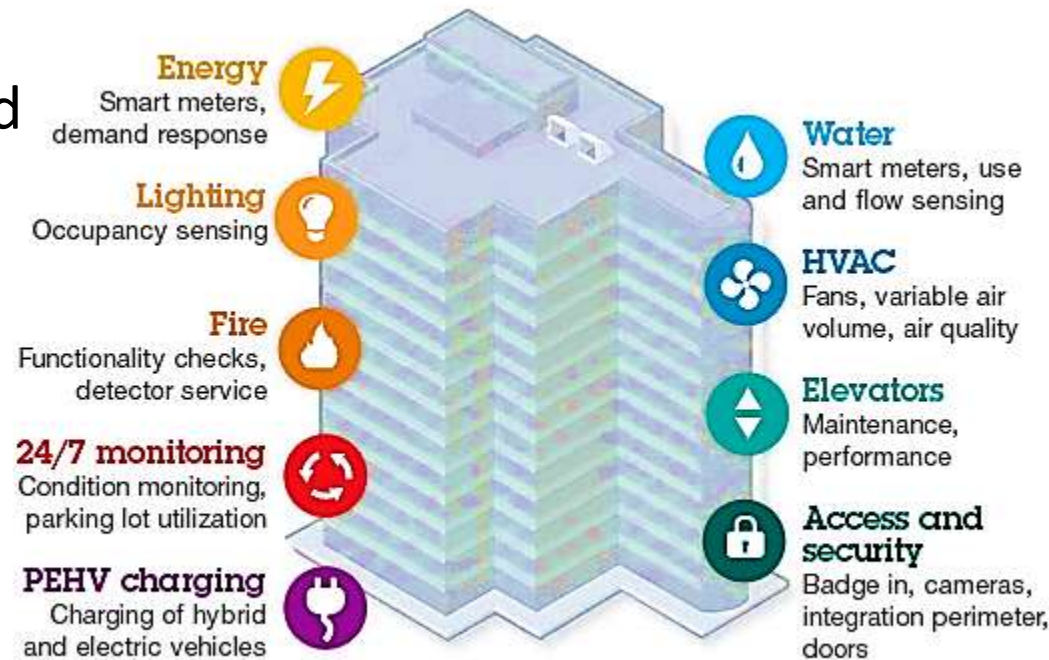 d
Energy
Smart meters,
demand response
Lighting
Occupancy sensing
Fire
Functionality checks,
detector service
24/7 monitoring
Condition monitoring,
parking lot utilization
PEHV charging
Charging of hybrid
and electric vehicles
Water
Smart meters, use
and flow sensing
HVAC
Fans, variable air
volume, air quality
Elevators
Maintenance,
performance
Access and
security
Badge in, cameras,
integration perimeter,
doors